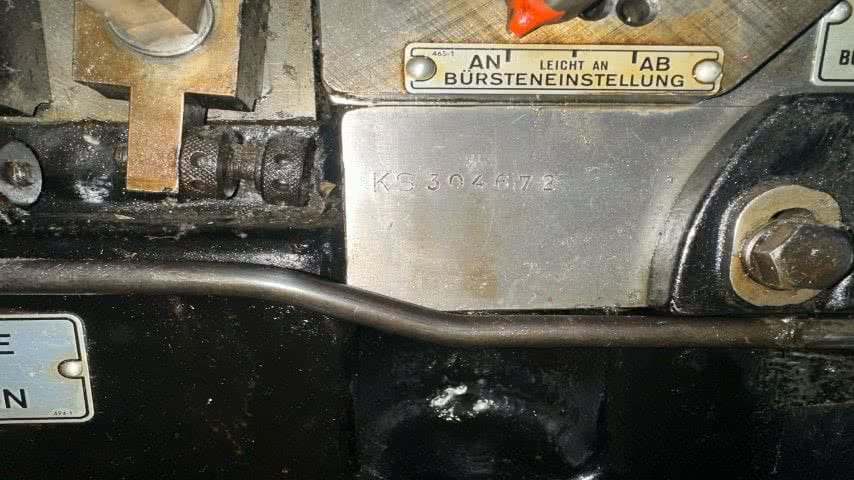 465-1
AN LEICHT AN AB
BÜRSTENEINSTELLUNG
KS 304672
E
N
494-1